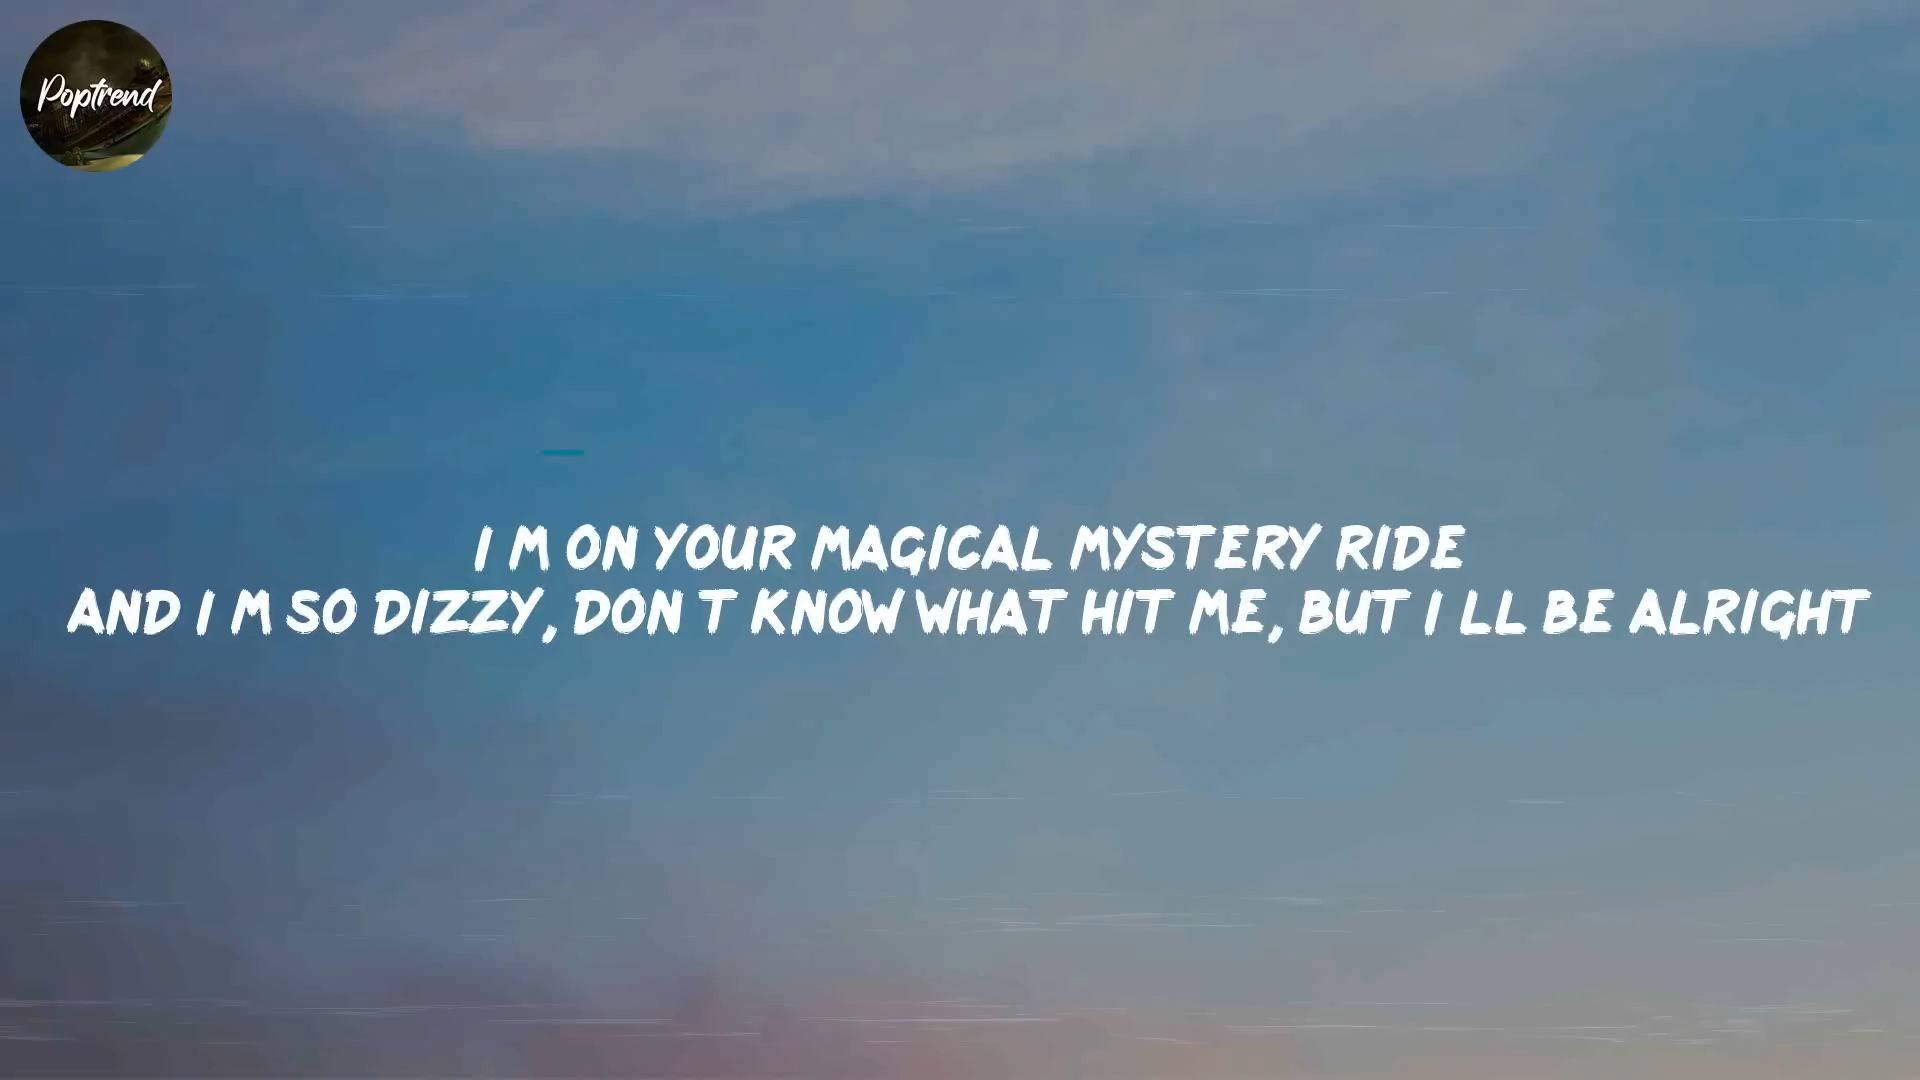 Poptrend
I M ON YOUR MAGICAL MYSTERY RIDE
AND I M SO DIZZY, DON T KNOW WHAT HIT ME, BUT I LL BE ALRIGHT